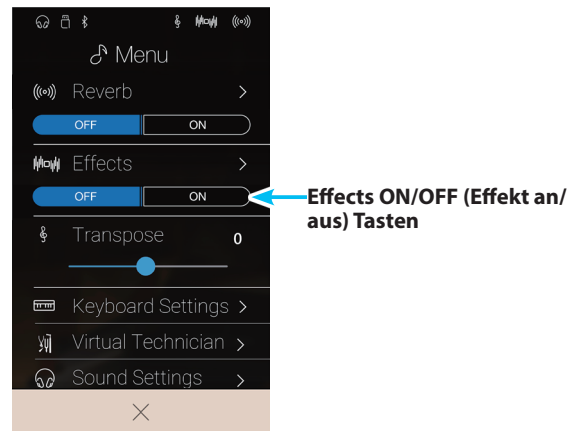 Menu
Reverb
OFF ON
Effects
OFF ON
Effects ON/OFF (Effekt an/
aus) Tasten
Transpose 0
Keyboard Settings
Virtual Technician
Sound Settings